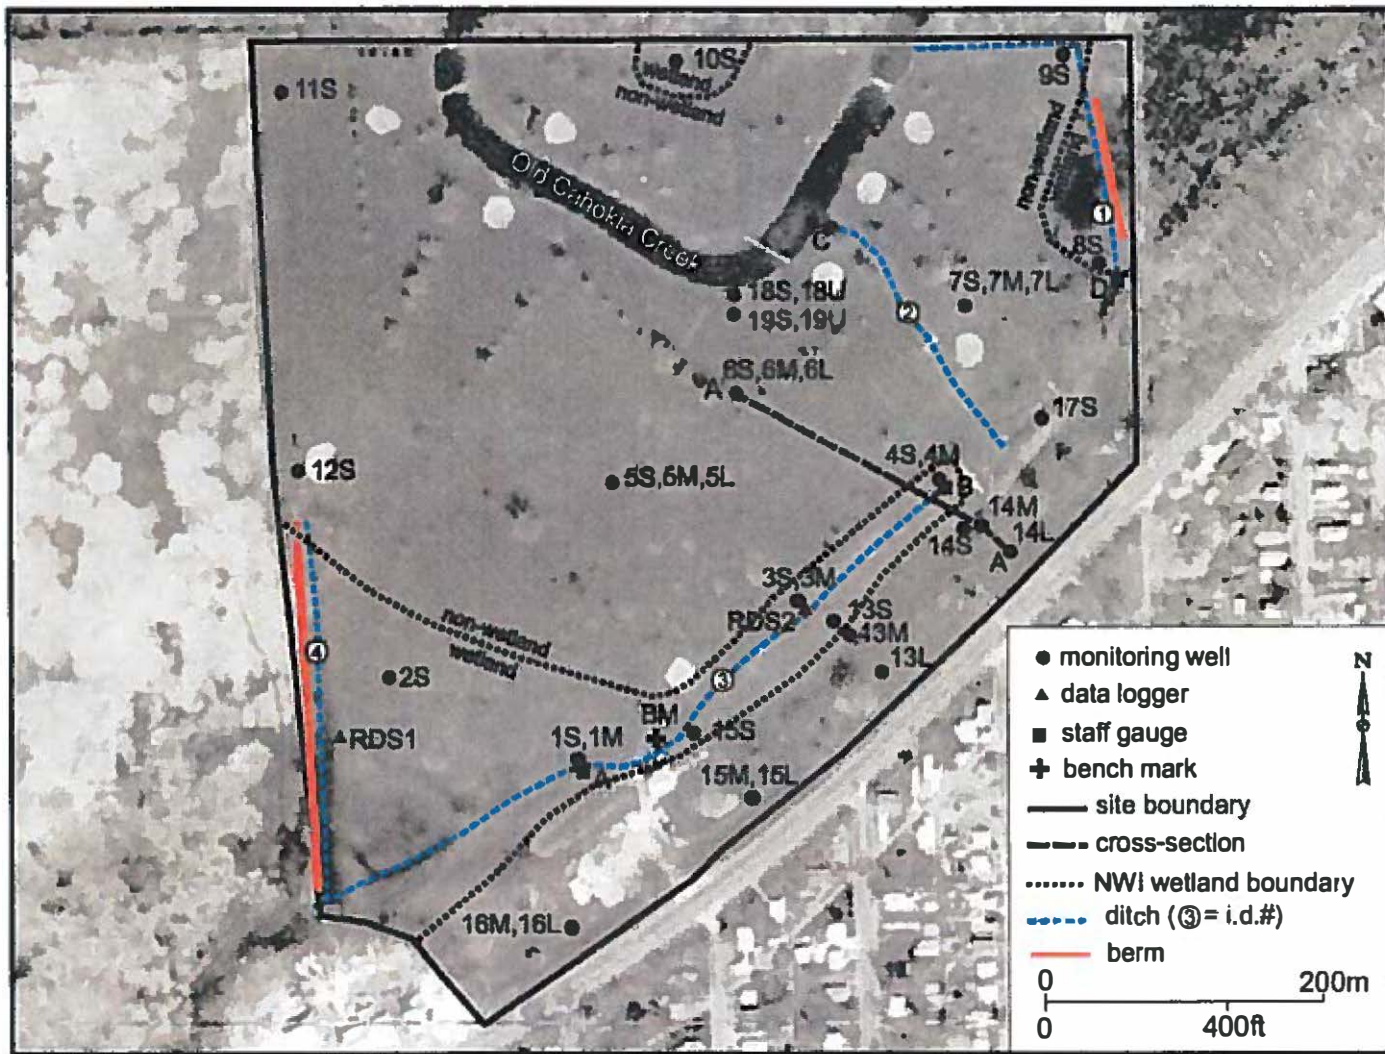 10S
9S
wetland
non-wetland
11S
Old Cahokia Creek
non-wetland
①
8S
C
D
7S,7M,7L
18S,18U
②
19S,19U
6S,6M,6L
A
17S
4S,4M
12S
5S,5M,5L
B
14M
14L
14S
A
3S,3M
RDS2
13S
13M
non-wetland
wetland
④
13L
2S
③
BM
RDS1
1S,1M
15S
A
15M,15L
16M,16L
monitoring well
N
data logger
staff gauge
bench mark
site boundary
cross-section
NWI wetland boundary
ditch (③= i.d.#)
berm
0 200m
0 400ft